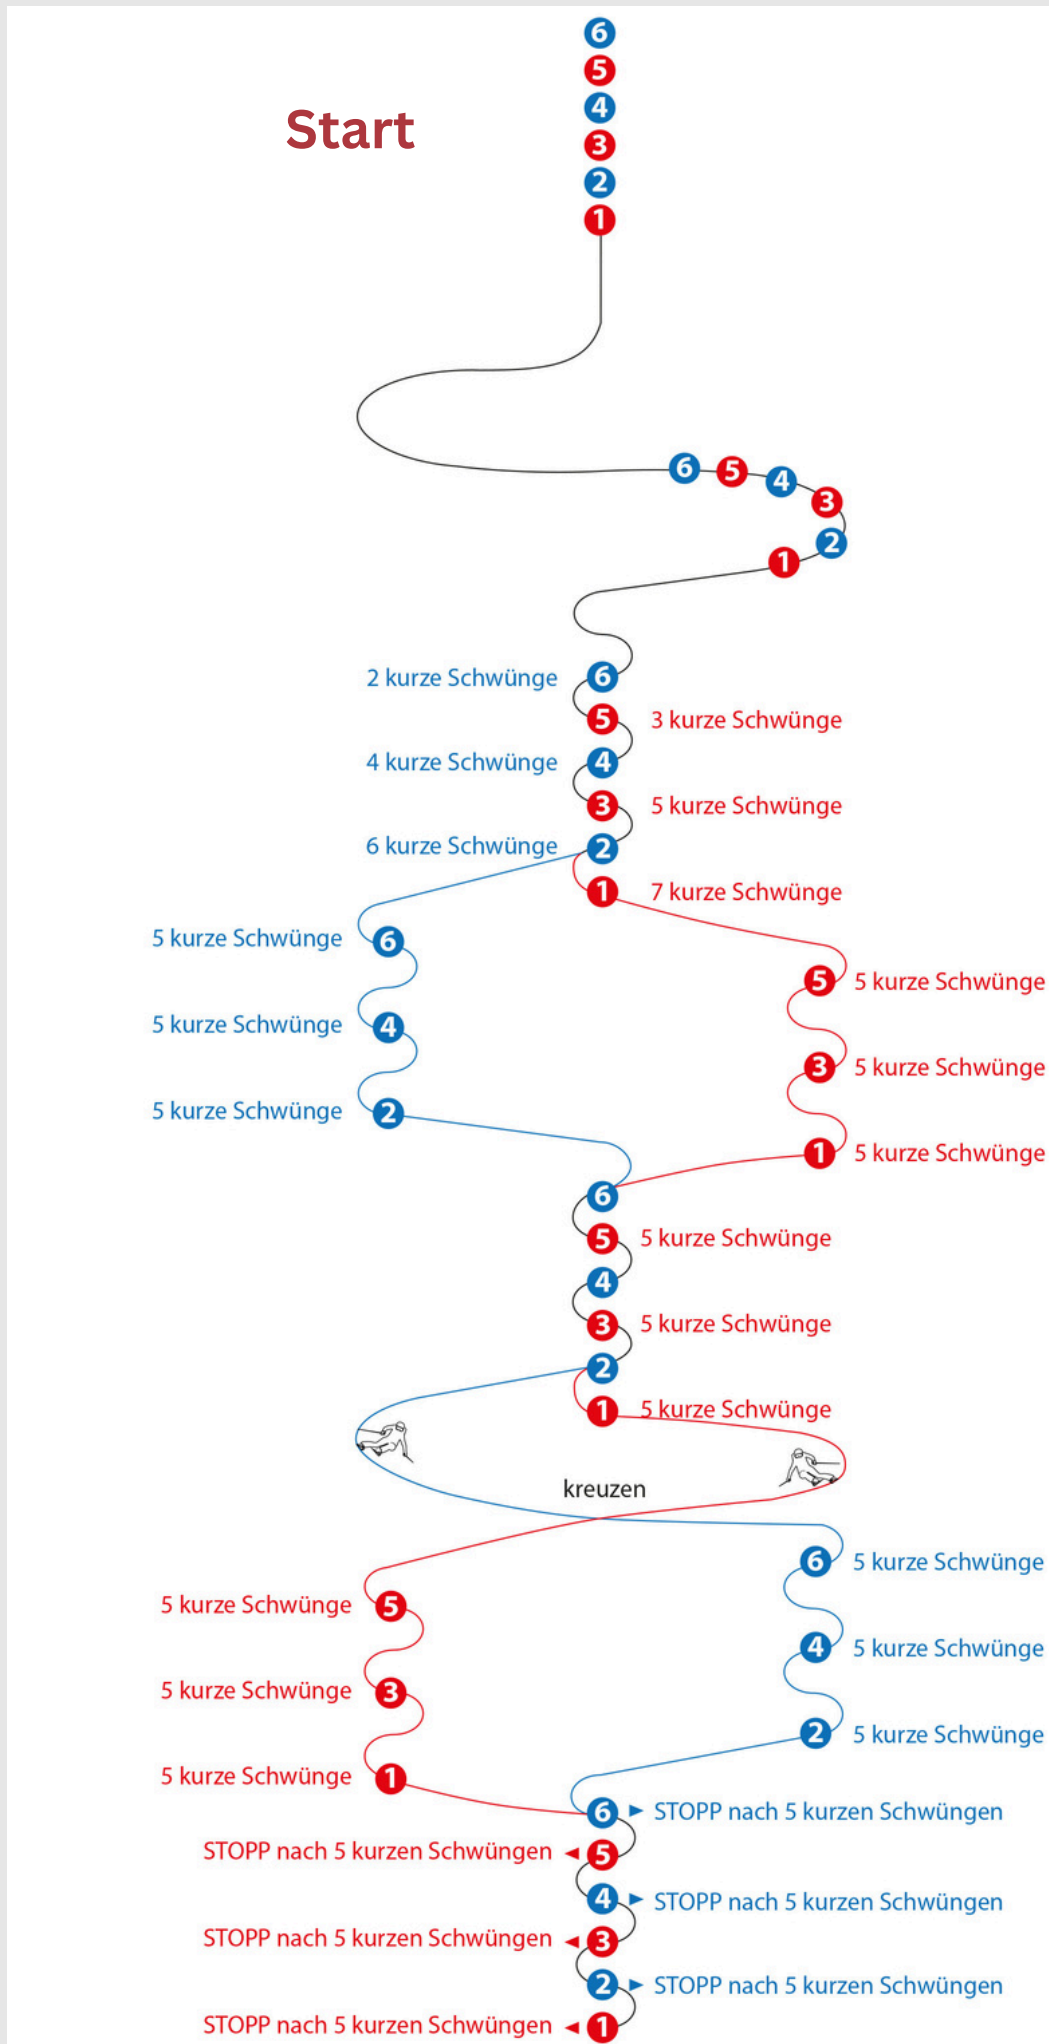 6
5
Start
4
3
2
1
6
5
4
3
2
1
2 kurze Schwünge 6
5 3 kurze Schwünge
4 kurze Schwünge 4
3 5 kurze Schwünge
6 kurze Schwünge 2
1 7 kurze Schwünge
5 kurze Schwünge 6
5 5 kurze Schwünge
5 kurze Schwünge 4
3 5 kurze Schwünge
5 kurze Schwünge 2
1 5 kurze Schwünge
6
5 5 kurze Schwünge
4
3 5 kurze Schwünge
2
1 5 kurze Schwünge
kreuzen
6 5 kurze Schwünge
5 kurze Schwünge 5
4 5 kurze Schwünge
5 kurze Schwünge 3
2 5 kurze Schwünge
5 kurze Schwünge 1
6 STOPP nach 5 kurzen Schwüngen
STOPP nach 5 kurzen Schwüngen 5
4 STOPP nach 5 kurzen Schwüngen
STOPP nach 5 kurzen Schwüngen 3
2 STOPP nach 5 kurzen Schwüngen
STOPP nach 5 kurzen Schwüngen 1